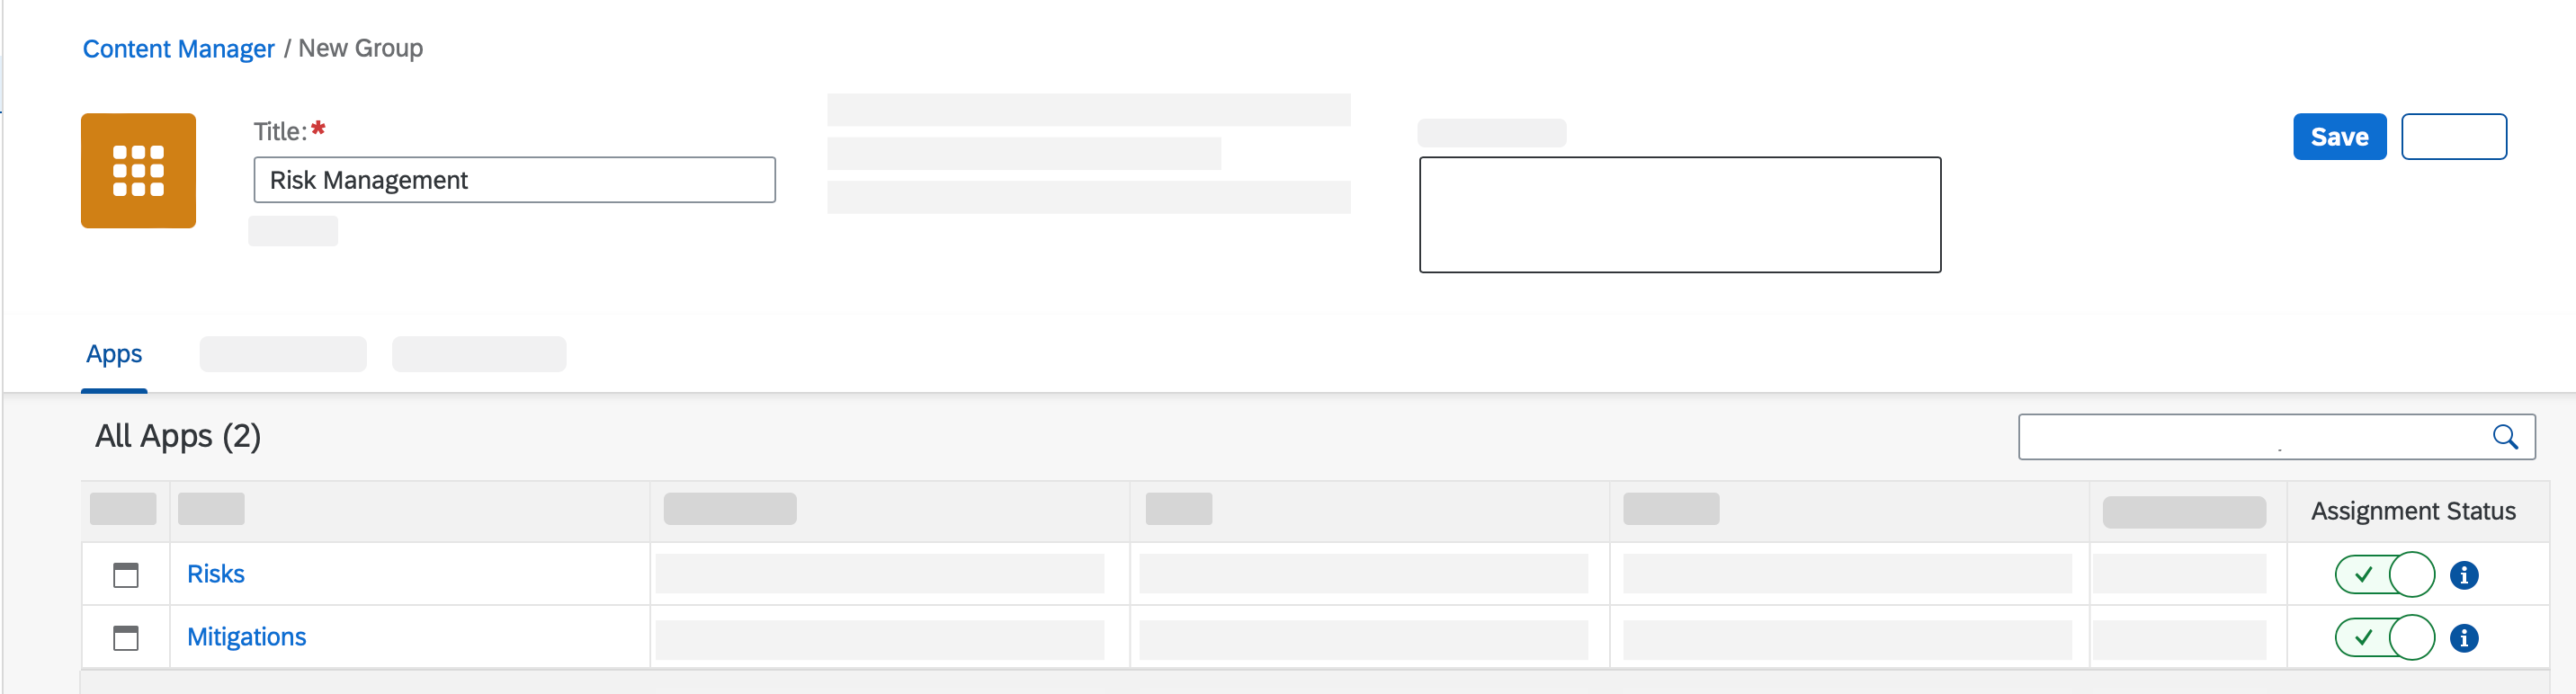 Content Manager / New Group
Title:*
Risk Management
Save
Apps
All Apps (2)
Assignment Status
Risks
Mitigations